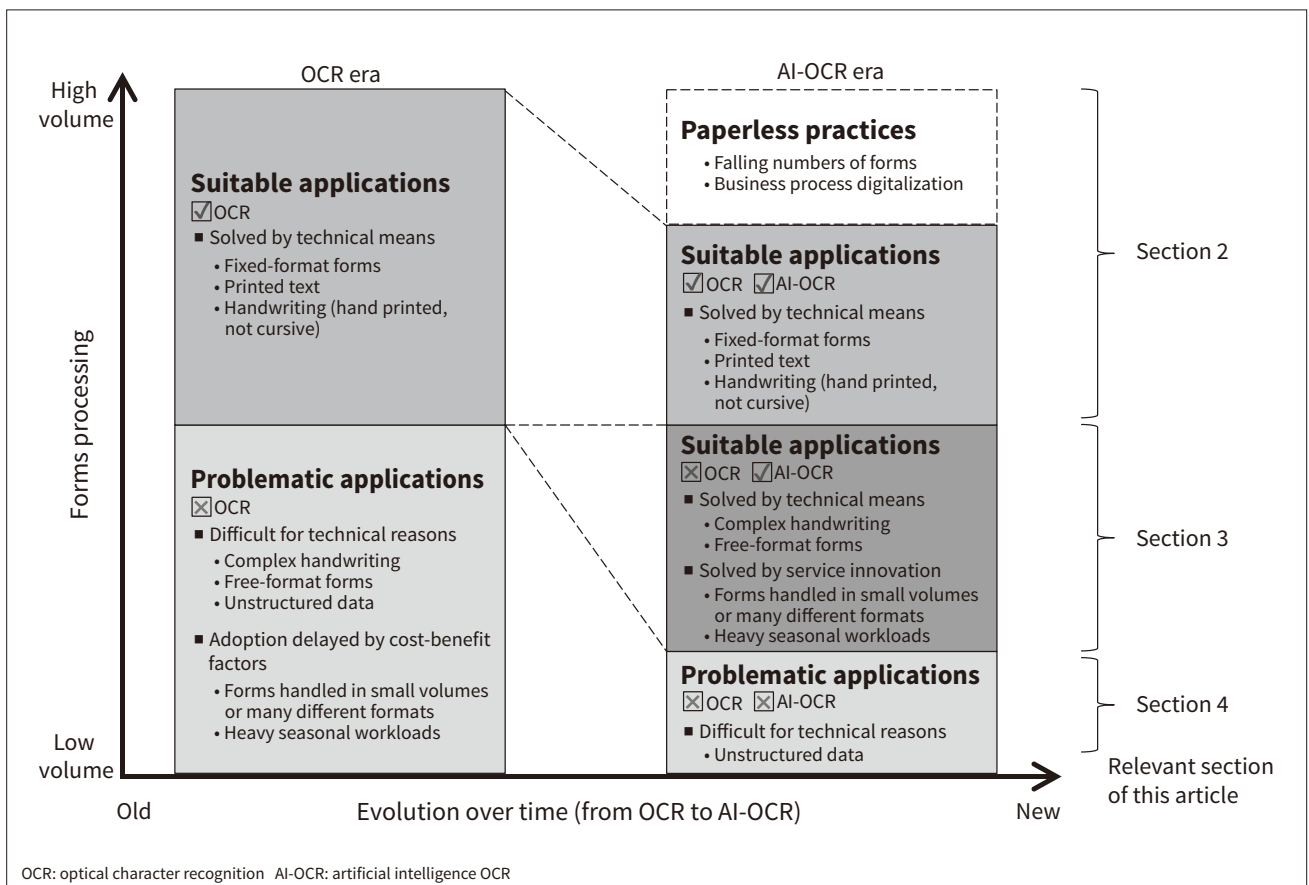 OCR era
AI-OCR era
High
volume
Forms processing
Low
volume
Suitable applications
☑OCR
■ Solved by technical means
• Fixed-format forms
• Printed text
• Handwriting (hand printed,
not cursive)
Problematic applications
☒OCR
■ Difficult for technical reasons
• Complex handwriting
• Free-format forms
• Unstructured data
■ Adoption delayed by cost-benefit
factors
• Forms handled in small volumes
or many different formats
• Heavy seasonal workloads
Paperless practices
• Falling numbers of forms
• Business process digitalization
Suitable applications
☑OCR ☑AI-OCR
■ Solved by technical means
• Fixed-format forms
• Printed text
• Handwriting (hand printed,
not cursive)
Suitable applications
☒OCR ☑AI-OCR
■ Solved by technical means
• Complex handwriting
• Free-format forms
■ Solved by service innovation
• Forms handled in small volumes
or many different formats
• Heavy seasonal workloads
Problematic applications
☒OCR ☒AI-OCR
■ Difficult for technical reasons
• Unstructured data
Section 2
Section 3
Section 4
Relevant section
of this article
Old
Evolution over time (from OCR to AI-OCR)
New
OCR: optical character recognition AI-OCR: artificial intelligence OCR